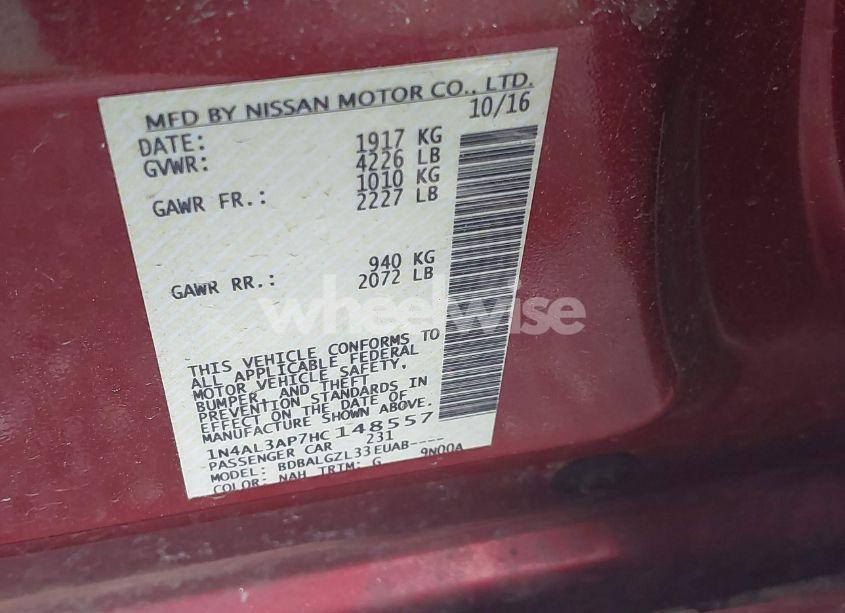 MFD BY NISSAN MOTOR CO., LTD.
DATE: 10/16
GVWR: 1917 KG
4226 LB
GAWR FR.: 1010 KG
2227 LB
GAWR RR.: 940 KG
2072 LB
wheelwise
THIS VEHICLE CONFORMS TO
ALL APPLICABLE FEDERAL
MOTOR VEHICLE SAFETY,
BUMPER, AND THEFT
PREVENTION STANDARDS IN
EFFECT ON THE DATE OF
MANUFACTURE SHOWN ABOVE.
1N4AL3AP7HC148557
PASSENGER CAR 231
MODEL: BDBALGZL33EUAB----
COLOR: NAH TRIM: G 9N00A